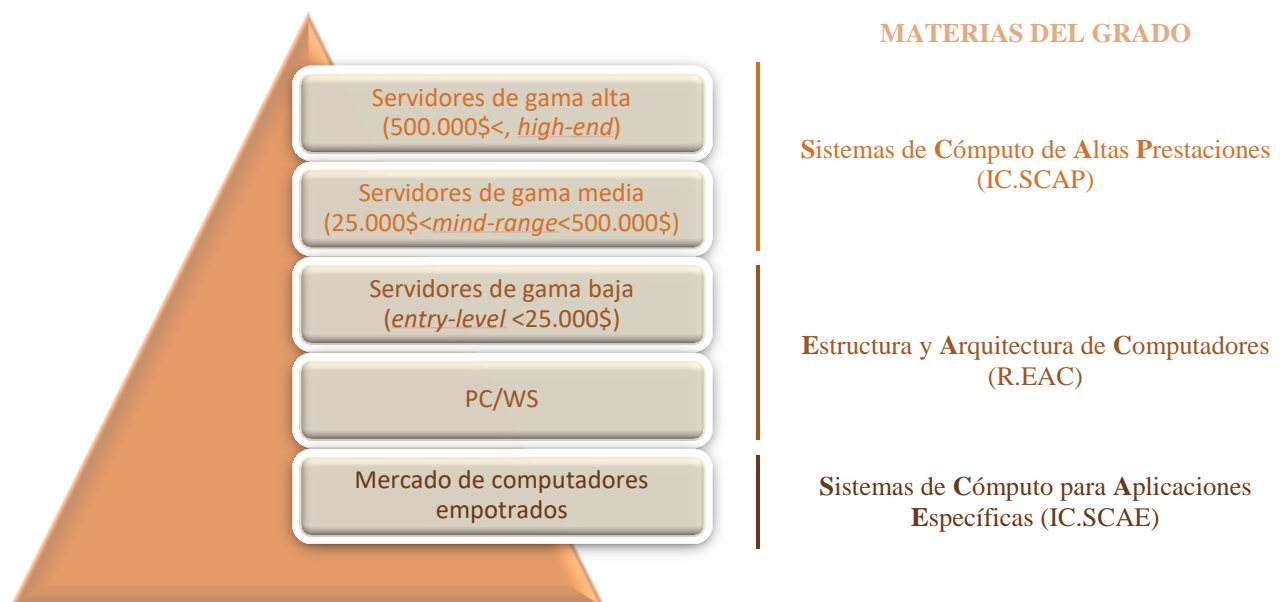 MATERIAS DEL GRADO
Servidores de gama alta
(500.000$<, high-end)
Servidores de gama media
(25.000$<mind-range<500.000$)
Sistemas de Cómputo de Altas Prestaciones
(IC.SCAP)
Servidores de gama baja
(entry-level <25.000$)
PC/WS
Estructura y Arquitectura de Computadores
(R.EAC)
Mercado de computadores
empotrados
Sistemas de Cómputo para Aplicaciones
Específicas (IC.SCAE)